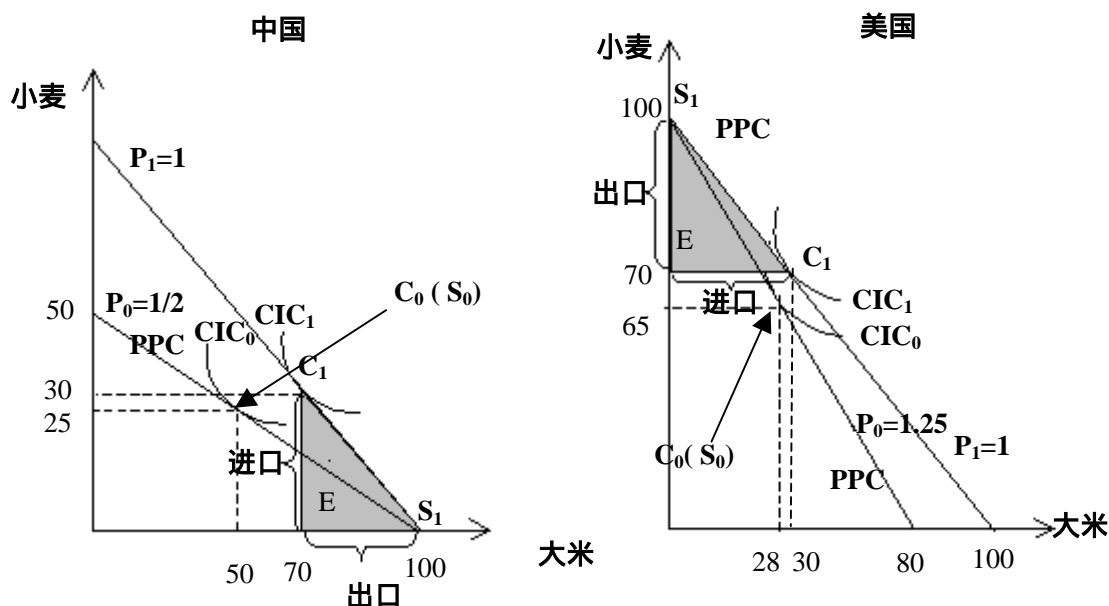 中国
小麦
P₁=1
50
P₀=1/2
PPC
CIC₀
CIC₁
C₀ ( S₀)
C₁
30
25
进口
E
S₁
50
70
100
出口
大米
美国
小麦
100
S₁
PPC
出口
E
70
进口
C₁
CIC₁
65
CIC₀
C₀( S₀)
P₀=1.25
P₁=1
PPC
28
30
80
100
大米